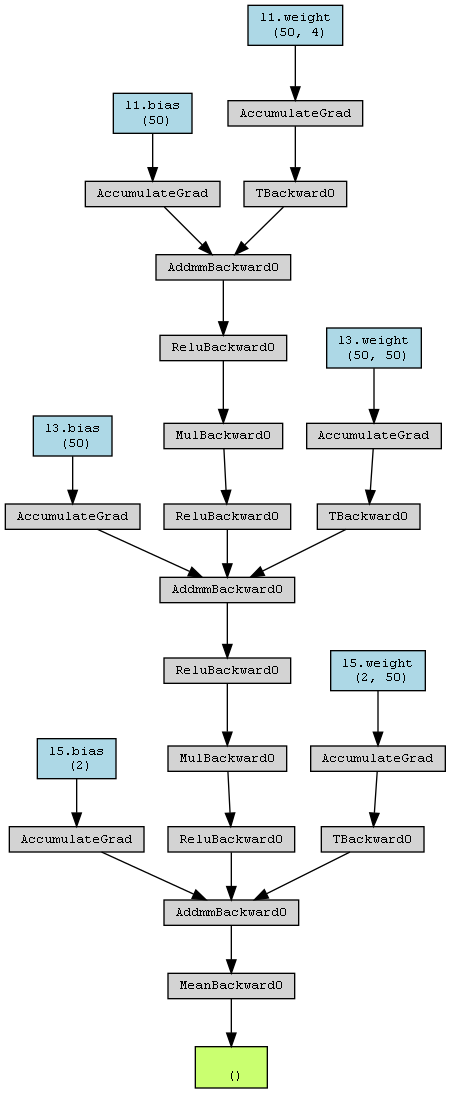 l1.weight
(50, 4)
l1.bias
(50)
AccumulateGrad
AccumulateGrad
TBackward0
AddmmBackward0
ReluBackward0
l3.weight
(50, 50)
l3.bias
(50)
MulBackward0
AccumulateGrad
AccumulateGrad
ReluBackward0
TBackward0
AddmmBackward0
ReluBackward0
l5.weight
(2, 50)
l5.bias
(2)
MulBackward0
AccumulateGrad
AccumulateGrad
ReluBackward0
TBackward0
AddmmBackward0
MeanBackward0
()